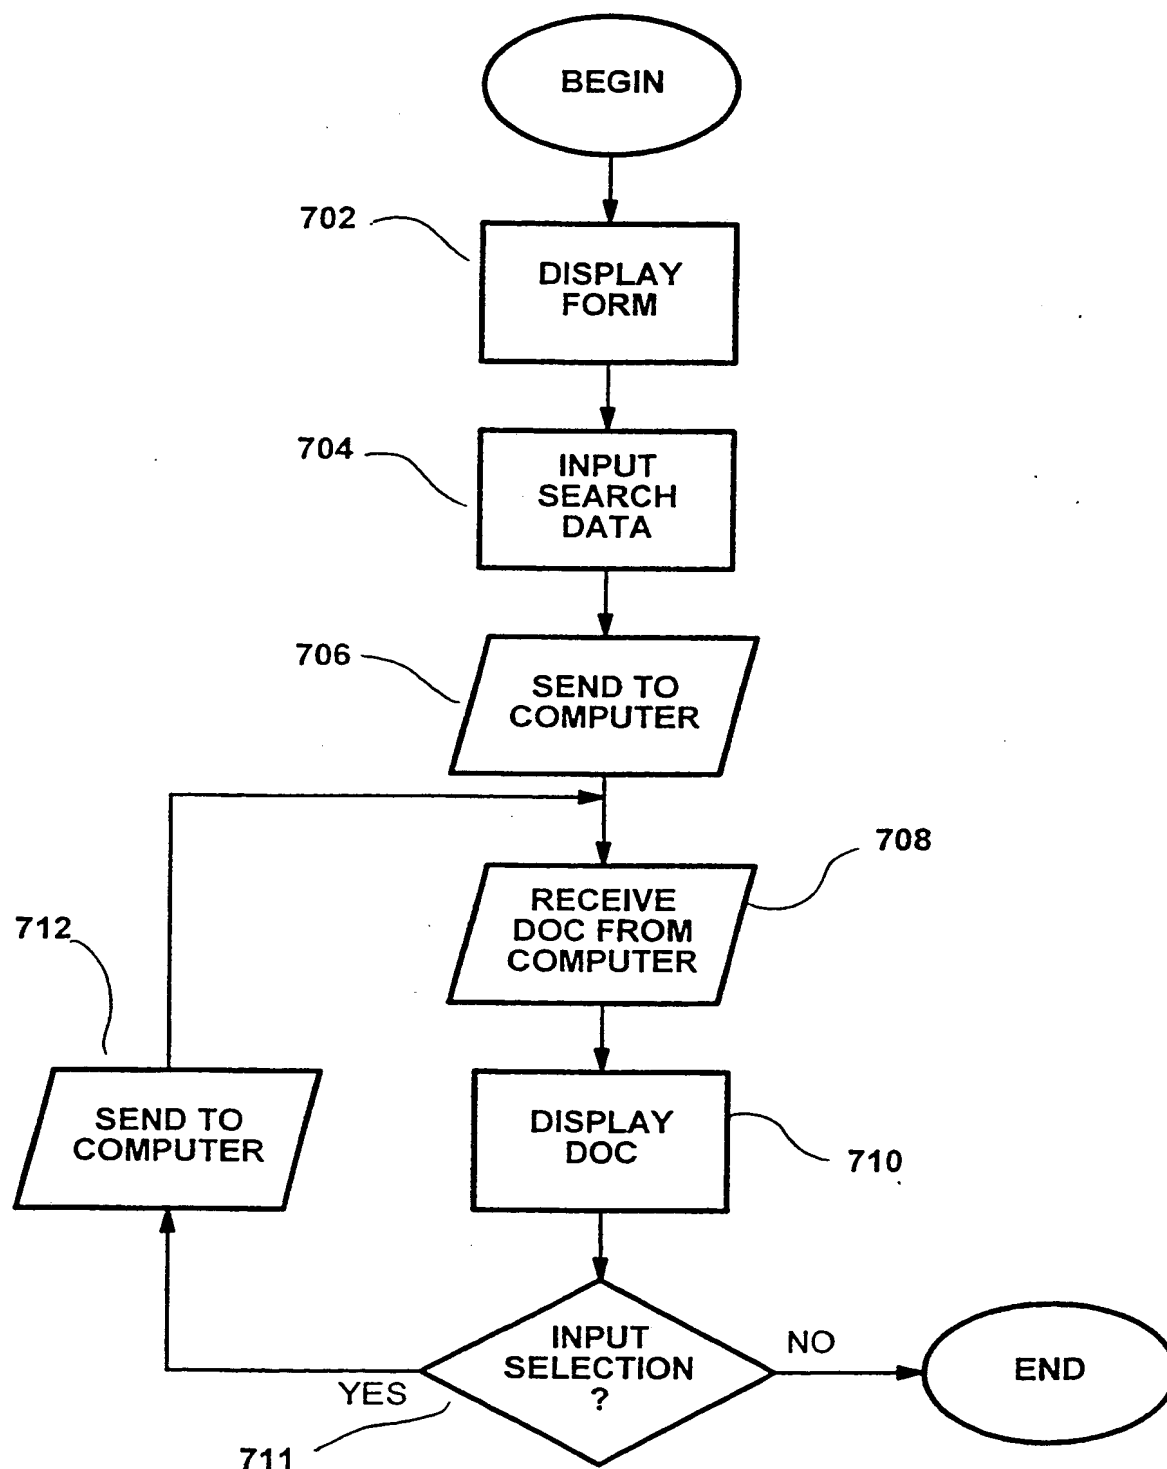 BEGIN
702
DISPLAY
FORM
704
INPUT
SEARCH
DATA
706
SEND TO
COMPUTER
708
RECEIVE
DOC FROM
COMPUTER
712
SEND TO
COMPUTER
DISPLAY
DOC
710
INPUT
SELECTION
?
NO
END
YES
711